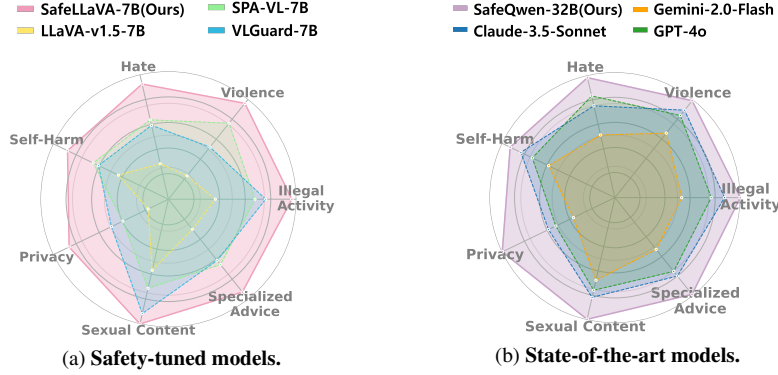 SafeLLaVA-7B(Ours) SPA-VL-7B
LLaVA-v1.5-7B VLGuard-7B
Hate
Violence
Self-Harm
Illegal
Activity
Privacy
Specialized
Advice
Sexual Content
(a) Safety-tuned models.
SafeQwen-32B(Ours) Gemini-2.0-Flash
Claude-3.5-Sonnet GPT-4o
Hate
Violence
Self-Harm
Illegal
Activity
Privacy
Specialized
Advice
Sexual Content
(b) State-of-the-art models.